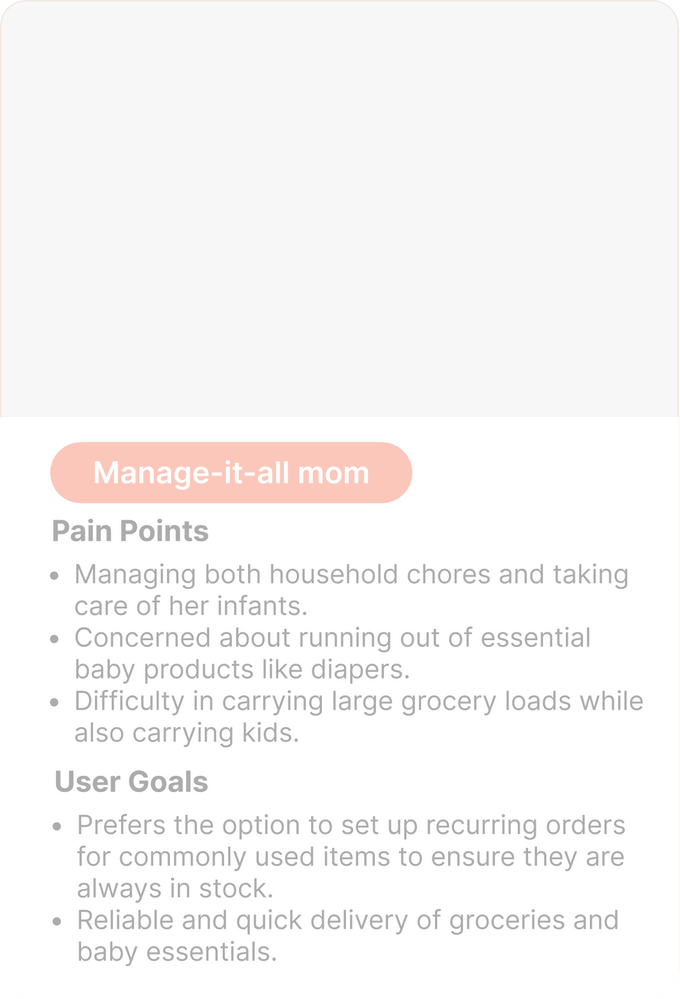 Manage-it-all mom
Pain Points
• Managing both household chores and taking
care of her infants.
• Concerned about running out of essential
baby products like diapers.
• Difficulty in carrying large grocery loads while
also carrying kids.
User Goals
• Prefers the option to set up recurring orders
for commonly used items to ensure they are
always in stock.
• Reliable and quick delivery of groceries and
baby essentials.